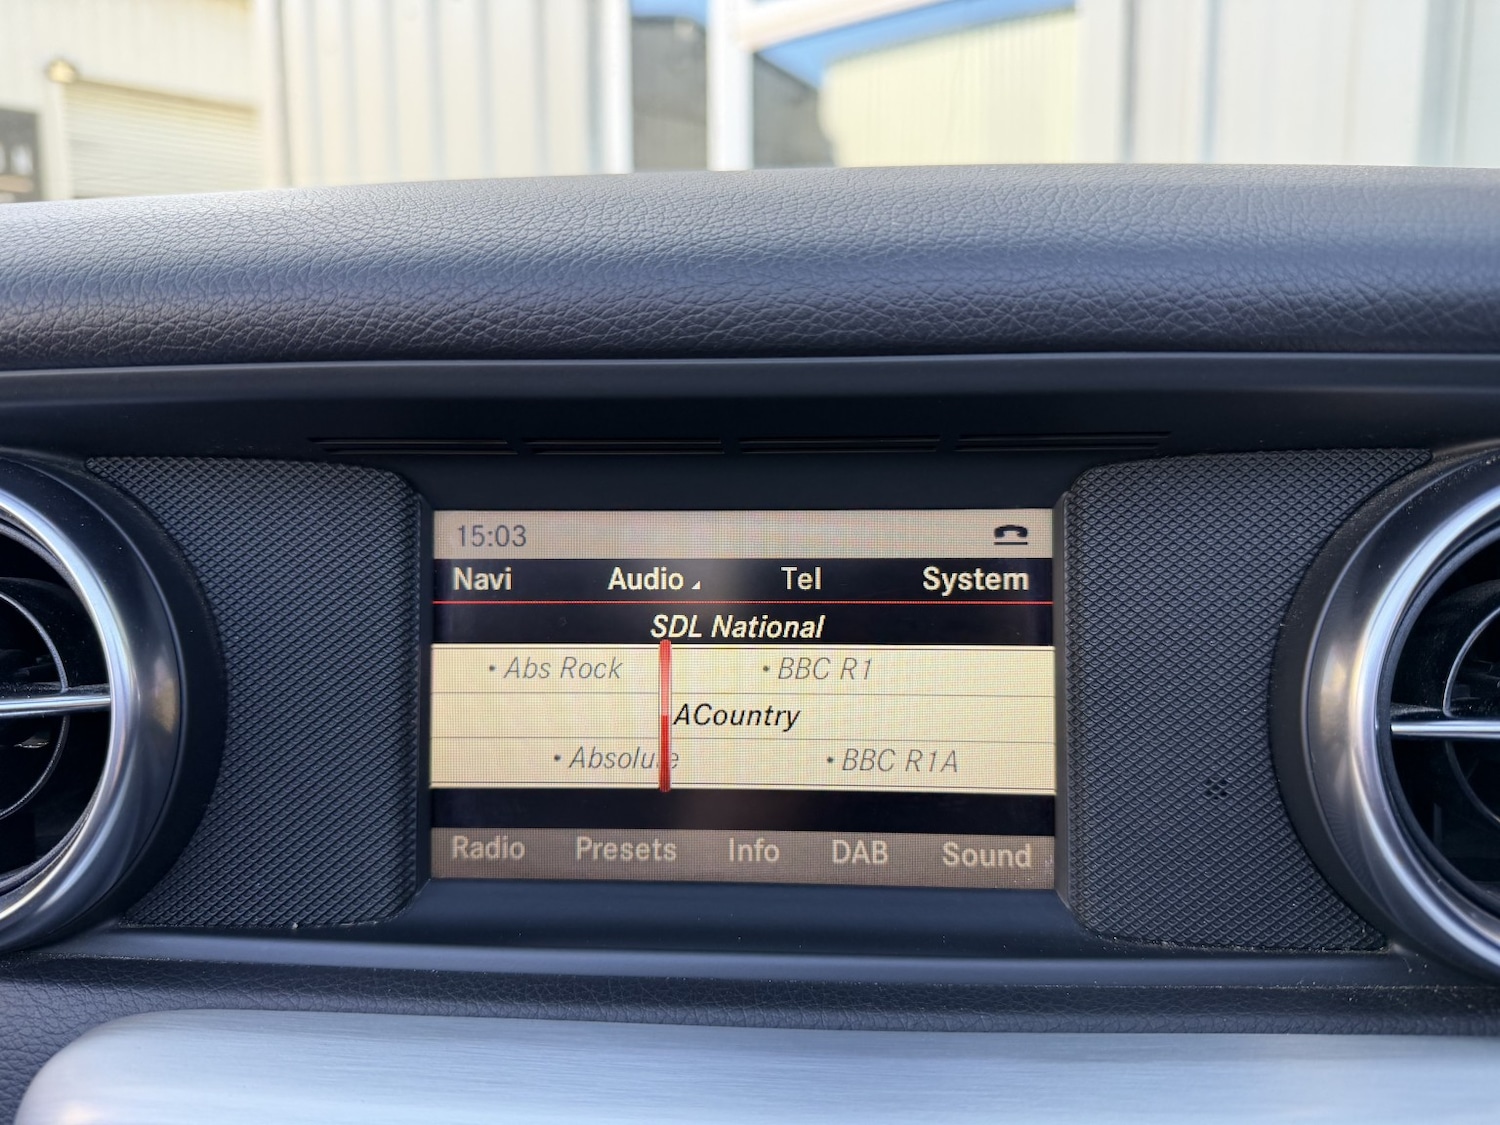 15:03
Navi Audio Tel System
SDL National
• Abs Rock • BBC R1
ACountry
• Absolute • BBC R1A
Radio Presets Info DAB Sound